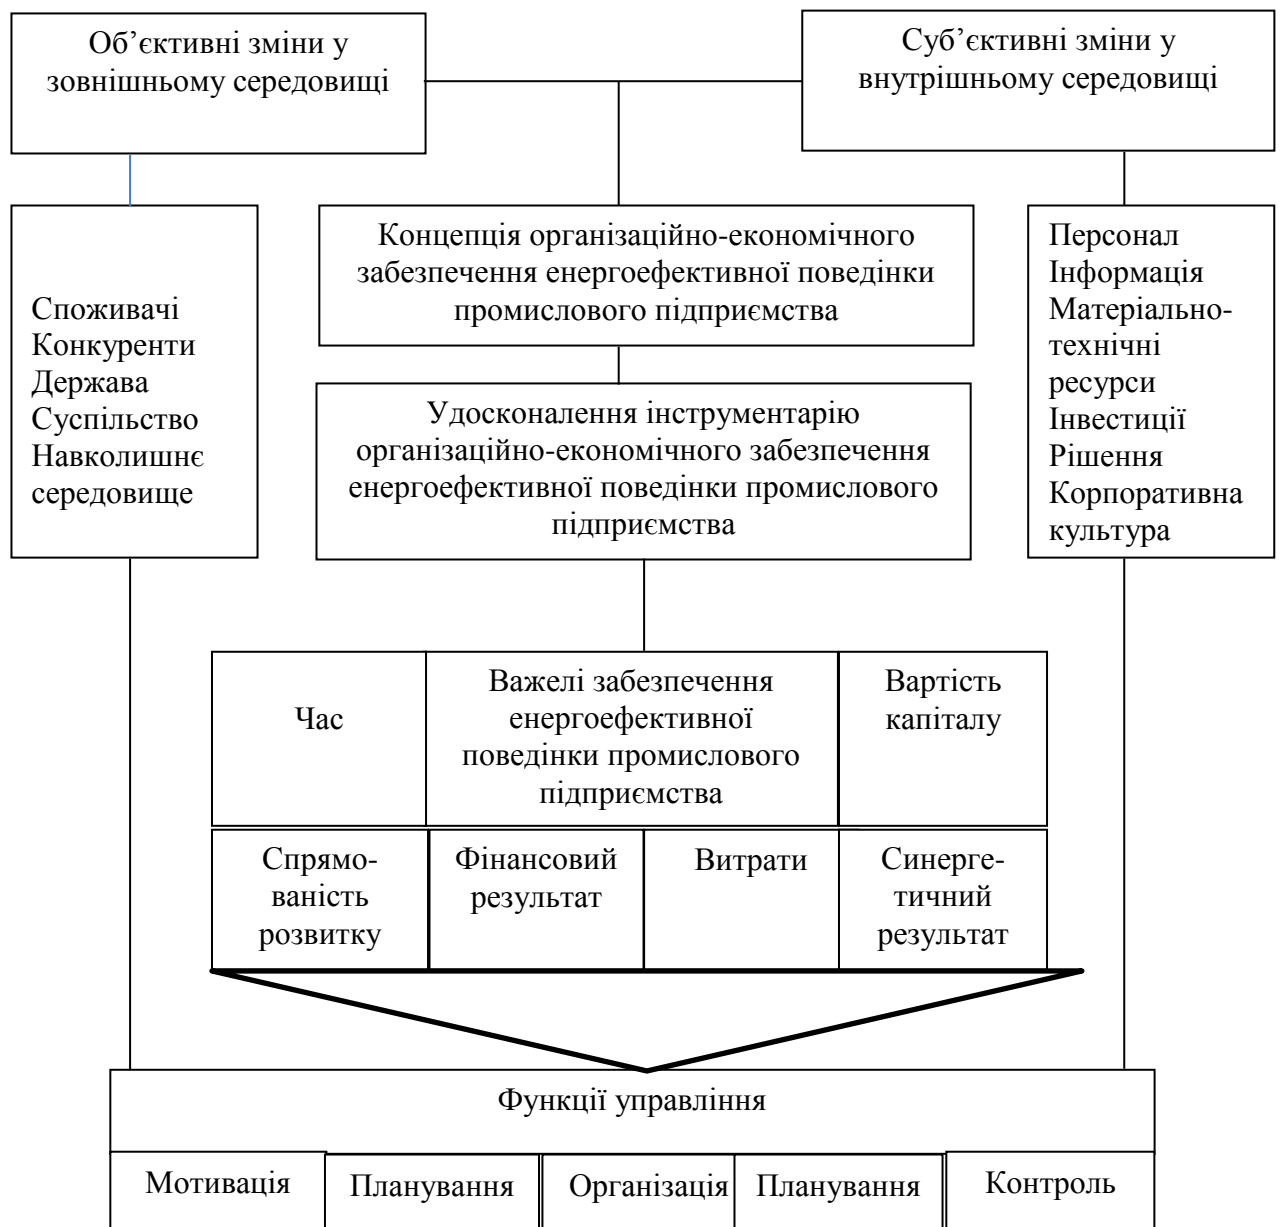 Об’єктивні зміни у
зовнішньому середовищі
Суб’єктивні зміни у
внутрішньому середовищі
Споживачі
Конкуренти
Держава
Суспільство
Навколишнє
середовище
Концепція організаційно-економічного
забезпечення енергоефективної поведінки
промислового підприємства
Удосконалення інструментарію
організаційно-економічного забезпечення
енергоефективної поведінки промислового
підприємства
Персонал
Інформація
Матеріально-
технічні
ресурси
Інвестиції
Рішення
Корпоративна
культура
Час
Важелі забезпечення
енергоефективної
поведінки промислового
підприємства
Вартість
капіталу
Спрямо-
ваність
розвитку
Фінансовий
результат
Витрати
Синерге-
тичний
результат
Функції управління
Мотивація
Планування
Організація
Планування
Контроль